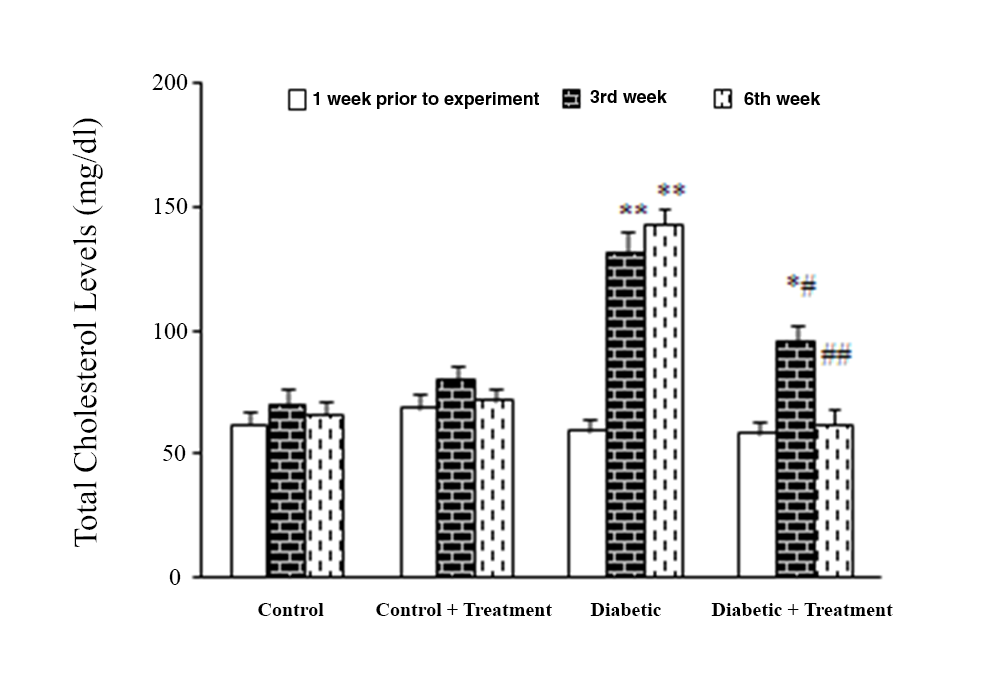 200
1 week prior to experiment
3rd week
6th week
Total Cholesterol Levels (mg/dl)
150
**
**
*#
100
##
50
0
Control
Control + Treatment
Diabetic
Diabetic + Treatment